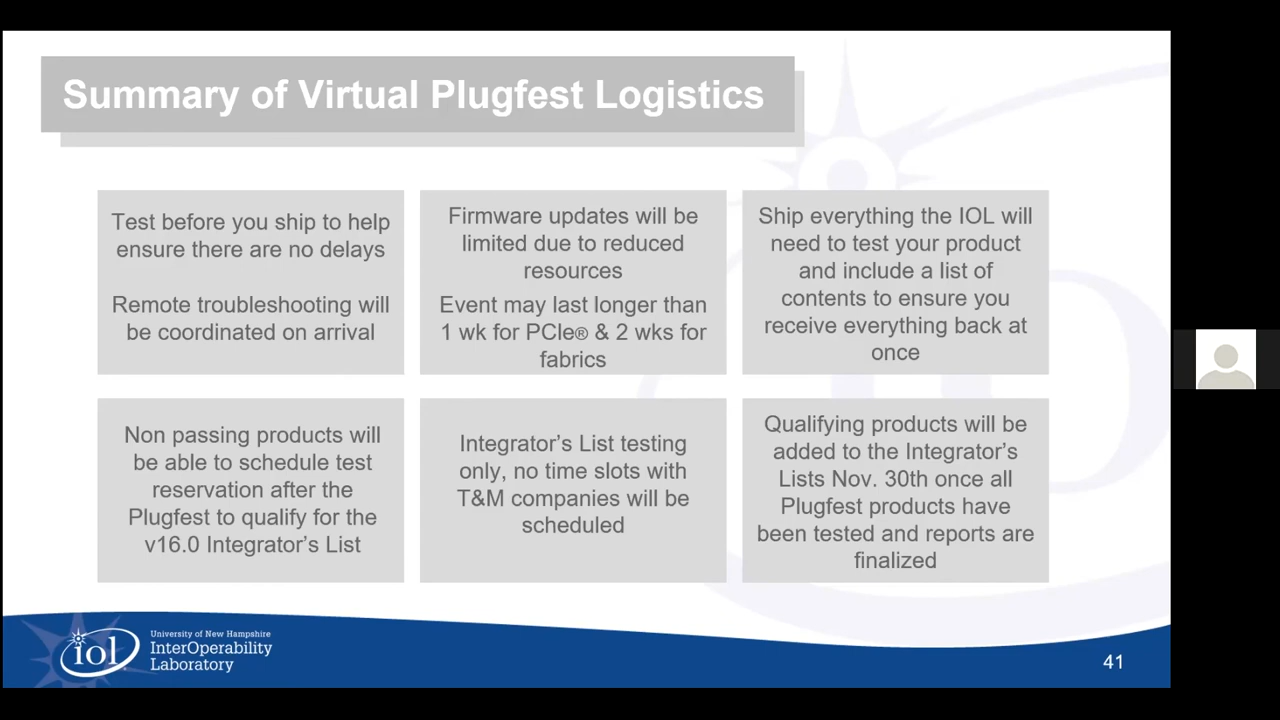 Summary of Virtual Plugfest Logistics
Test before you ship to help
ensure there are no delays
Remote troubleshooting will
be coordinated on arrival
Firmware updates will be
limited due to reduced
resources
Event may last longer than
1 wk for PCIe® & 2 wks for
fabrics
Ship everything the IOL will
need to test your product
and include a list of
contents to ensure you
receive everything back at
once
Non passing products will
be able to schedule test
reservation after the
Plugfest to qualify for the
v16.0 Integrator’s List
Integrator’s List testing
only, no time slots with
T&M companies will be
scheduled
Qualifying products will be
added to the Integrator’s
Lists Nov. 30th once all
Plugfest products have
been tested and reports are
finalized
iol
University of New Hampshire
InterOperability
Laboratory
41